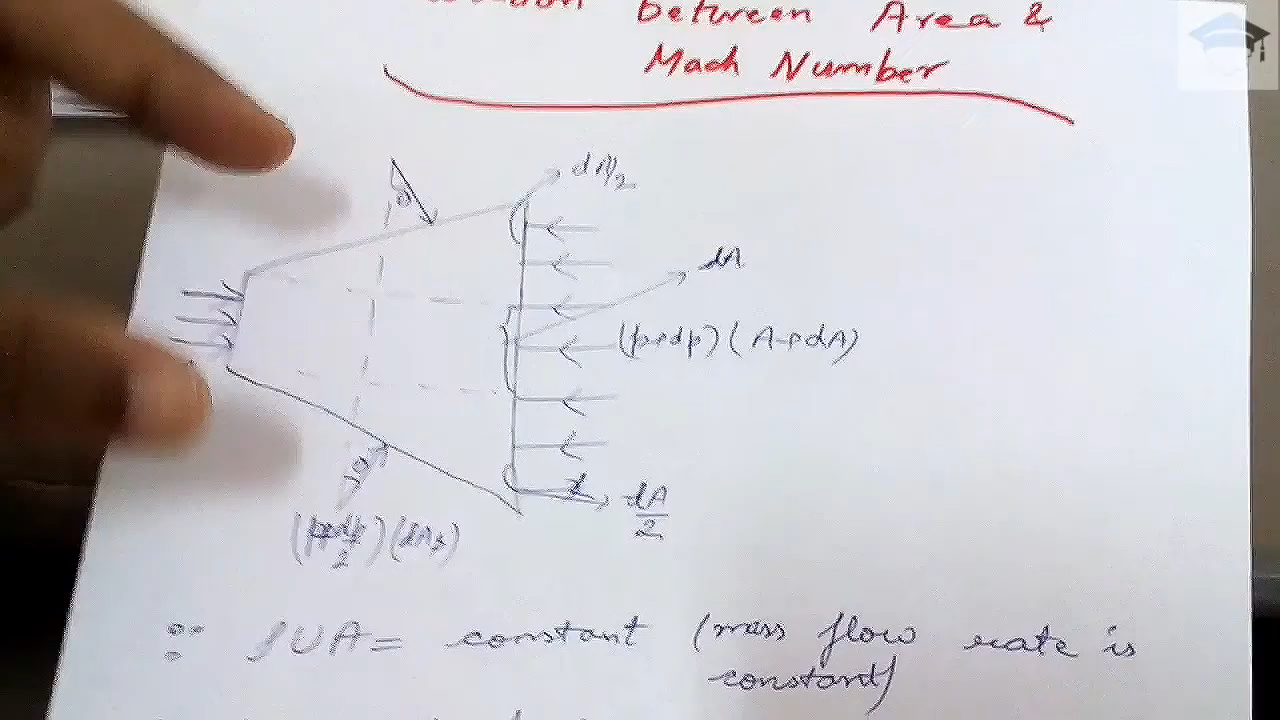 between Area &
Mach Number
dA/2
dA
(p+dp)(A+dA)
dA
2
∵ ρUA = constant (mass flow rate is
constant)